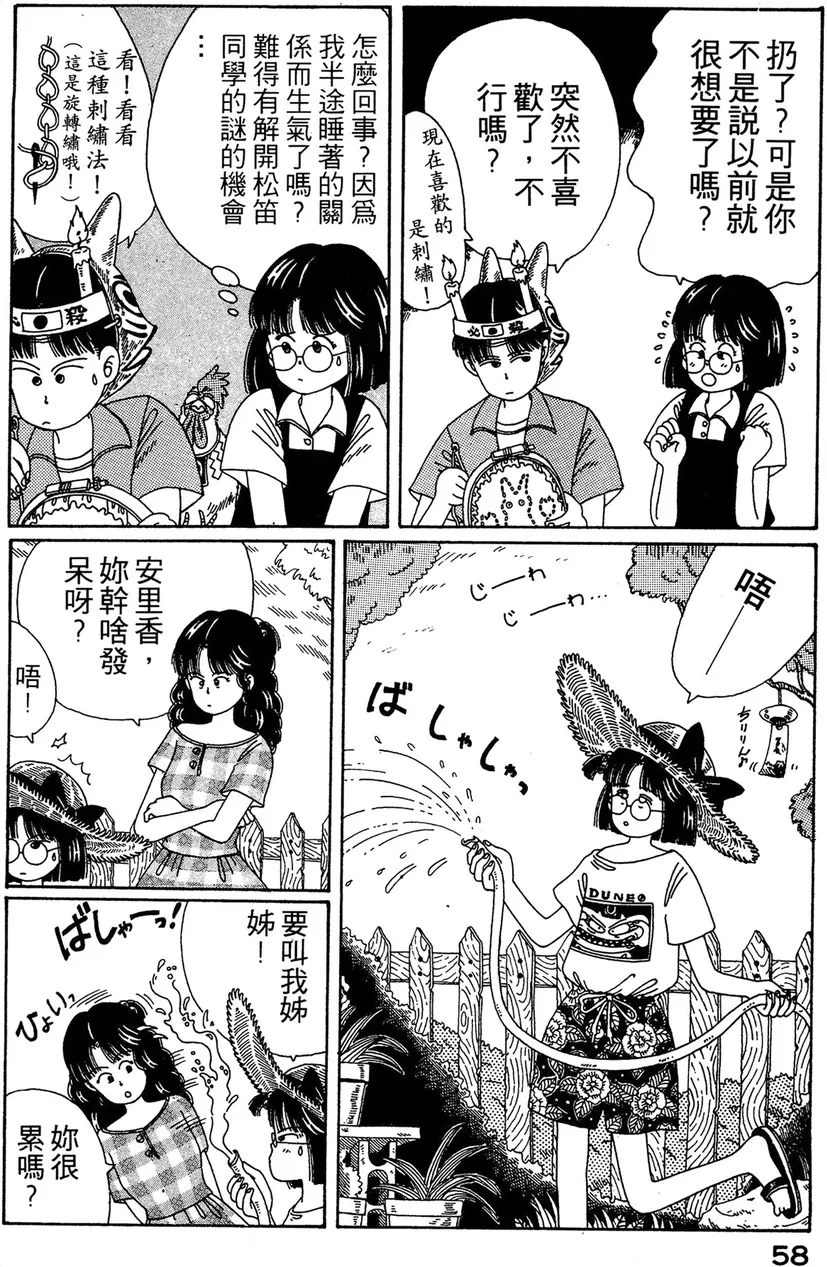 扔了？可是你
不是說以前就
很想要了嗎？
突然不喜
歡了，不
行嗎？
現在喜歡的
是刺繡！
必 殺
怎麼回事？因爲
我半途睡著的關
係而生氣了嗎？
難得有解開松笛
同學的謎的機會
…
看！看看
這種刺繡法！
（這是旋轉繡哦！）
必 殺
唔
じーわ
じーわ…
ちりりん♪
ば しゃしゃっ
DUNE
安里香，
妳幹啥發
呆呀？
唔！
要叫我姊
姊！
ばしゃーっ！
ひょいっ
妳很
累嗎？
58